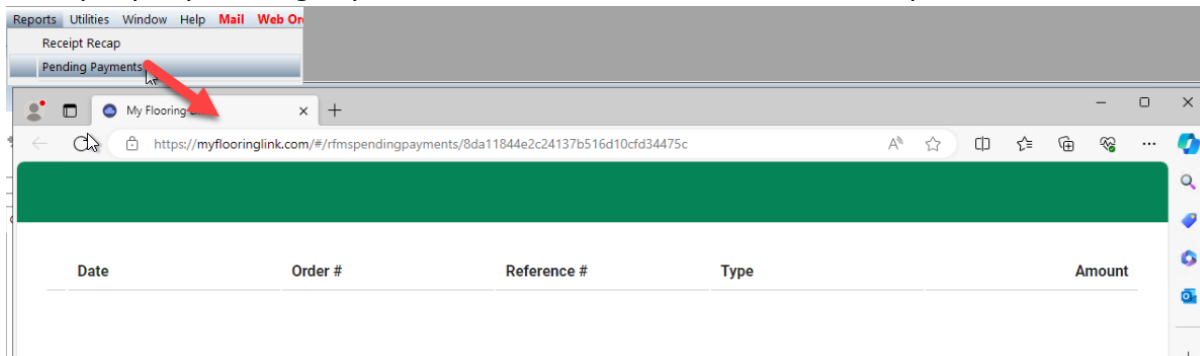 Reports Utilities Window Help Mail Web Or
Receipt Recap
Pending Payments
My Flooring
https://myflooringlink.com/#/rfmspendingpayments/8da11844e2c24137b516d10cfd34475c
Date Order # Reference # Type Amount